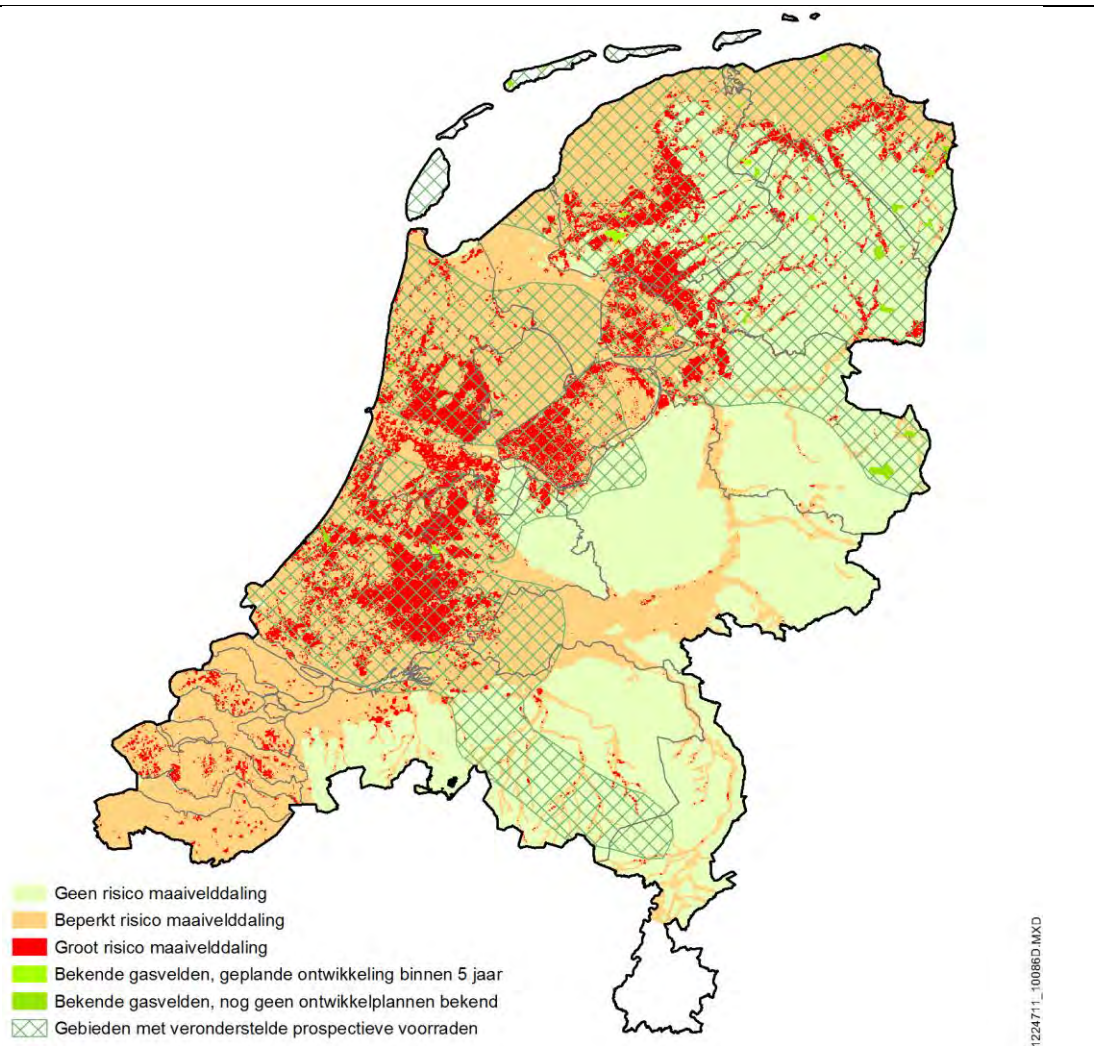 Geen risico maaivelddaling
Beperkt risico maaivelddaling
Groot risico maaivelddaling
Bekende gasvelden, geplande ontwikkeling binnen 5 jaar
Bekende gasvelden, nog geen ontwikkelplannen bekend
Gebieden met veronderstelde prospectieve voorraden
1224711_10086D.MXD